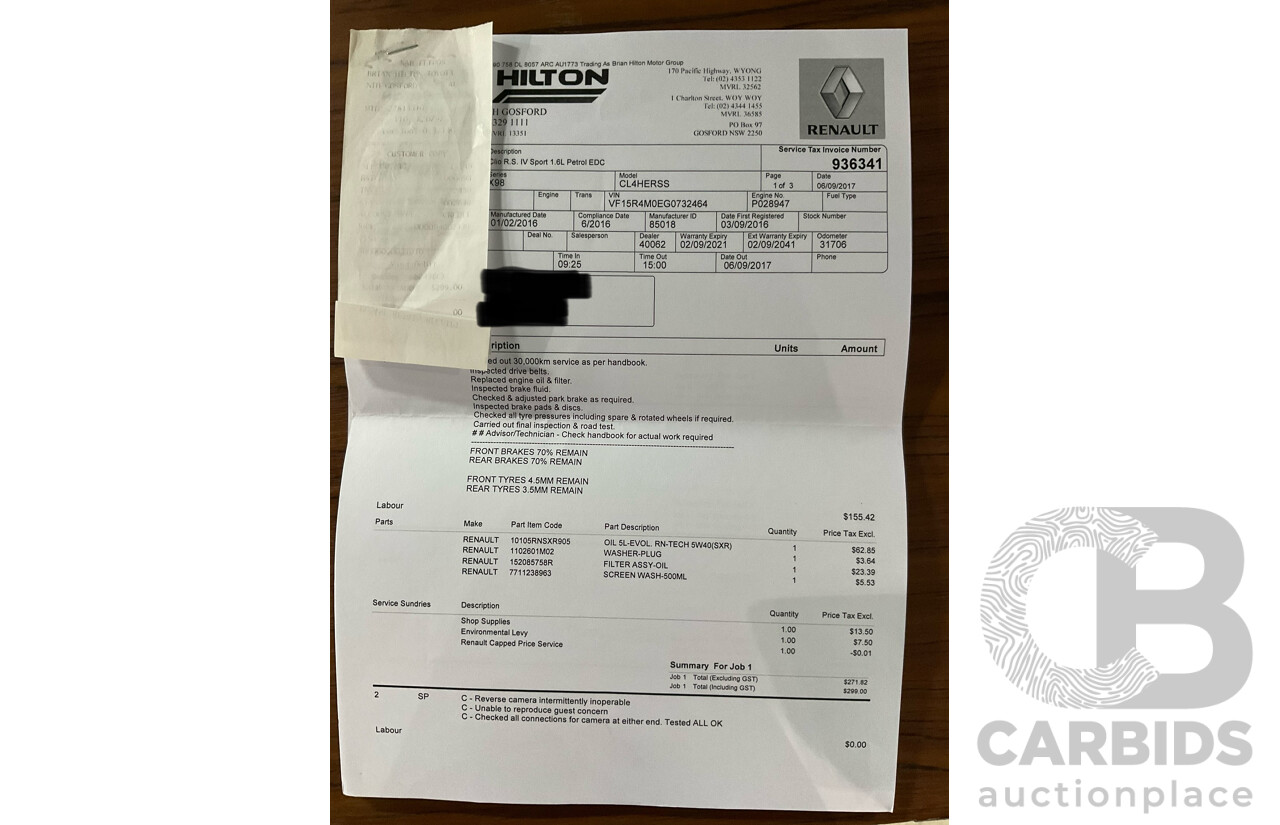 DL 8057 ARC AU1773 Trading As Brian Hilton Motor Group
HILTON
GOSFORD
329 1111
MVRL 13351
170 Pacific Highway, WYONG
Tel: (02) 4353 1122
MVRL 32562
1 Charlton Street, WOY WOY
Tel: (02) 4344 1455
MVRL 36585
PO Box 97
GOSFORD NSW 2250
RENAULT
Description
Clio R.S. IV Sport 1.6L Petrol EDC
Service Tax Invoice Number
936341
Series
X98
Model
CL4HERSS
Page
1 of 3
Date
06/09/2017
Engine
Trans
VIN
VF15R4M0EG0732464
Engine No.
P028947
Fuel Type
Manufactured Date
01/02/2016
Compliance Date
6/2016
Manufacturer ID
85018
Date First Registered
03/09/2016
Stock Number
Deal No.
Salesperson
Dealer
40062
Warranty Expiry
02/09/2021
Ext Warranty Expiry
02/09/2041
Odometer
31706
Time In
09:25
Time Out
15:00
Date Out
06/09/2017
Phone
ription Units Amount
ed out 30,000km service as per handbook.
Inspected drive belts.
Replaced engine oil & filter.
Inspected brake fluid.
Checked & adjusted park brake as required.
Inspected brake pads & discs.
Checked all tyre pressures including spare & rotated wheels if required.
Carried out final inspection & road test.
# # Advisor/Technician - Check handbook for actual work required
FRONT BRAKES 70% REMAIN
REAR BRAKES 70% REMAIN
FRONT TYRES 4.5MM REMAIN
REAR TYRES 3.5MM REMAIN
Labour $155.42
Parts Make Part Item Code Part Description Quantity Price Tax Excl.
RENAULT 10105RNSXR905 OIL 5L-EVOL. RN-TECH 5W40(SXR) 1 $62.85
RENAULT 1102601M02 WASHER-PLUG 1 $3.64
RENAULT 152085758R FILTER ASSY-OIL 1 $23.39
RENAULT 7711238963 SCREEN WASH-500ML 1 $5.53
Service Sundries Description Quantity Price Tax Excl.
Shop Supplies 1.00 $13.50
Environmental Levy 1.00 $7.50
Renault Capped Price Service 1.00 -$0.01
Summary For Job 1
Job 1 Total (Excluding GST) $271.82
Job 1 Total (Including GST) $299.00
2 SP C - Reverse camera intermittently inoperable
C - Unable to reproduce guest concern
C - Checked all connections for camera at either end. Tested ALL OK
Labour $0.00
CB
CARBIDS
auctionplace